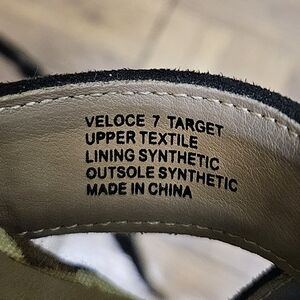 VELOCE 7 TARGET
UPPER TEXTILE
LINING SYNTHETIC
OUTSOLE SYNTHETIC
MADE IN CHINA